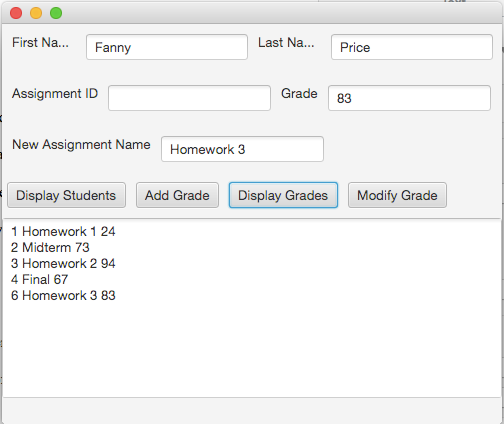 First Na... Fanny Last Na... Price
Assignment ID Grade 83
New Assignment Name Homework 3
Display Students Add Grade Display Grades Modify Grade
1 Homework 1 24
2 Midterm 73
3 Homework 2 94
4 Final 67
6 Homework 3 83